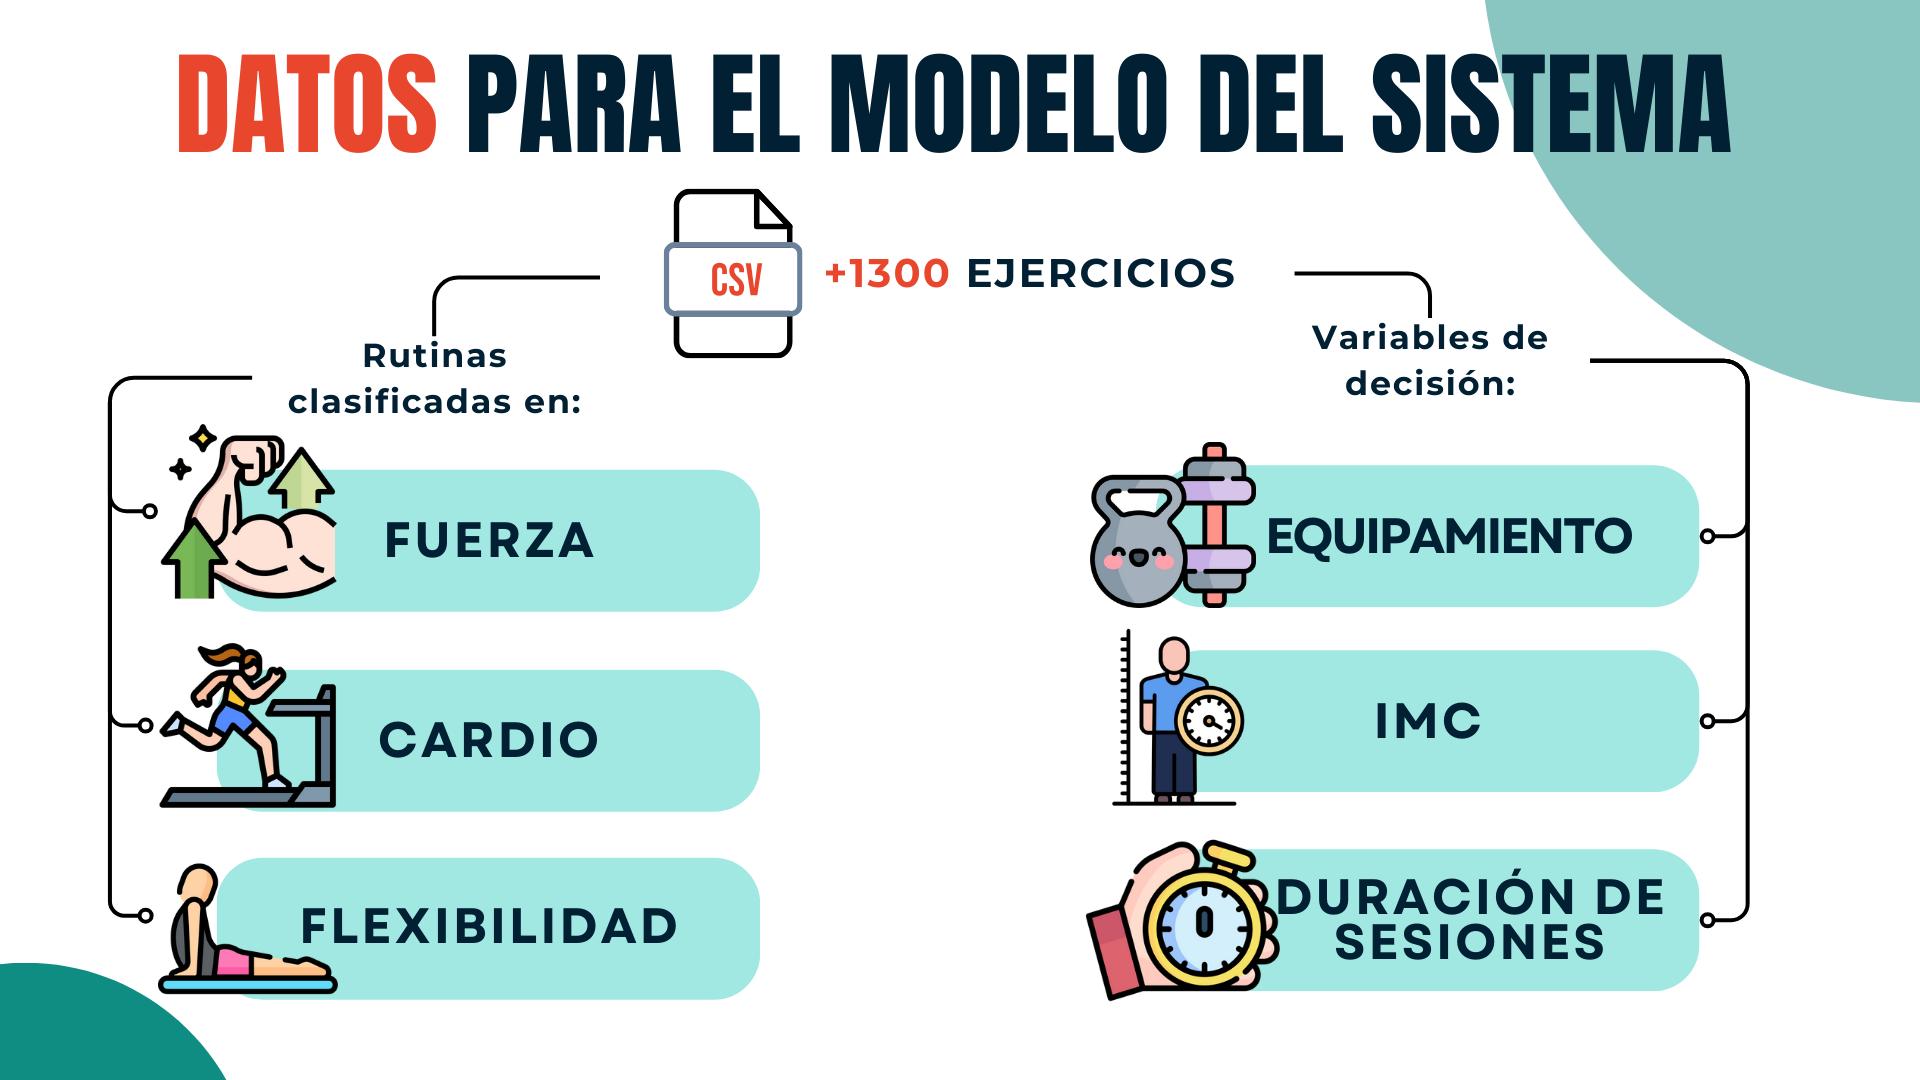 DATOS PARA EL MODELO DEL SISTEMA
CSV
+1300 EJERCICIOS
Rutinas
clasificadas en:
FUERZA
CARDIO
FLEXIBILIDAD
Variables de
decisión:
EQUIPAMIENTO
IMC
DURACIÓN DE
SESIONES